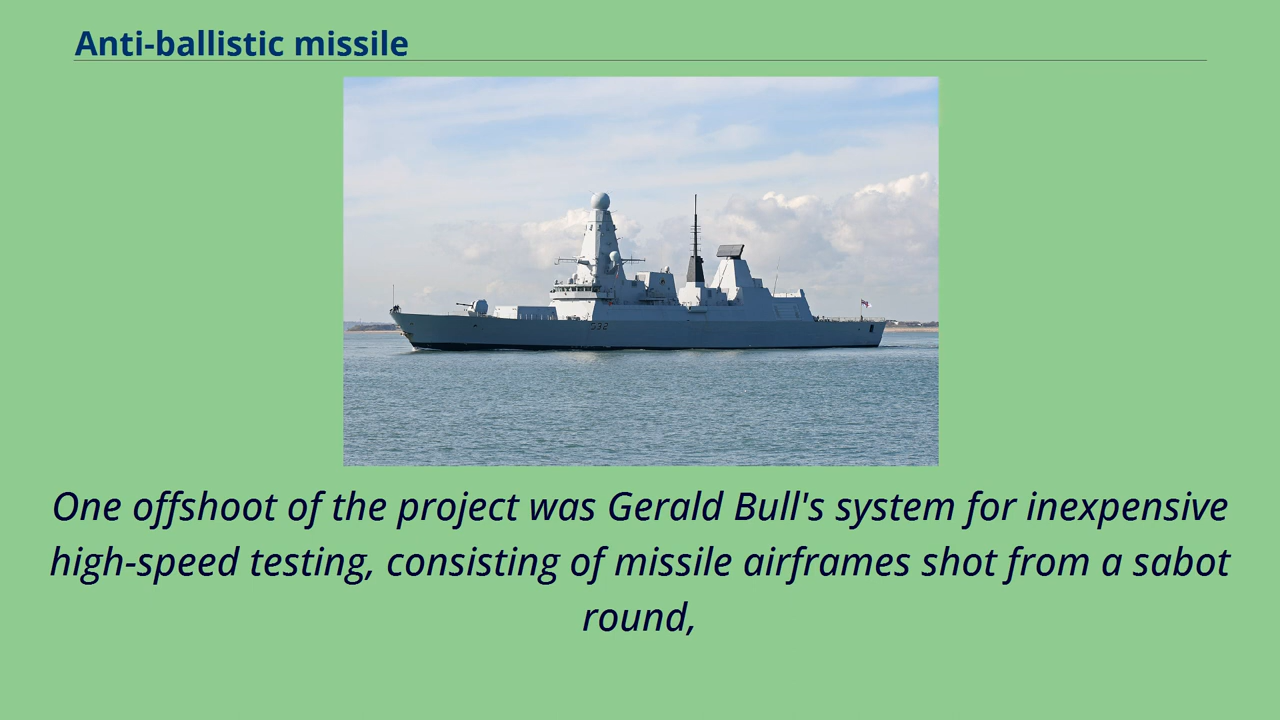 Anti-ballistic missile
D32
One offshoot of the project was Gerald Bull's system for inexpensive
high-speed testing, consisting of missile airframes shot from a sabot
round,